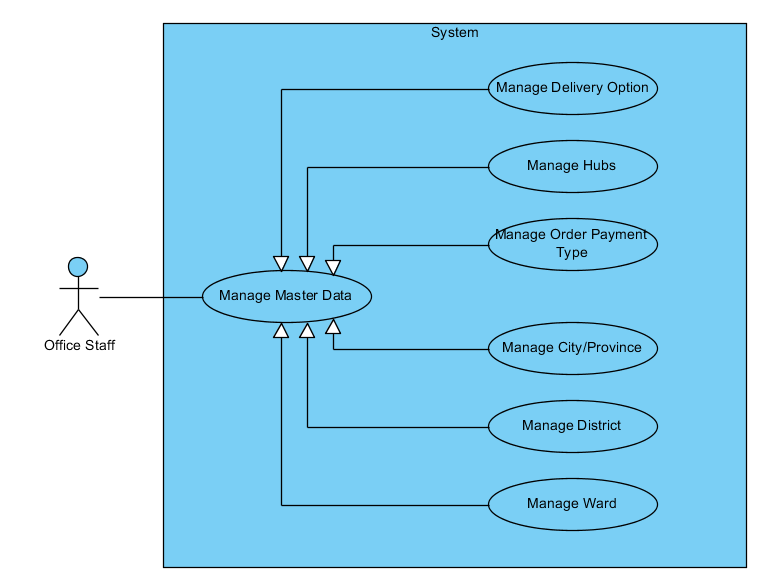 System
Manage Delivery Option
Manage Hubs
Manage Order Payment
Type
Manage Master Data
Office Staff
Manage City/Province
Manage District
Manage Ward